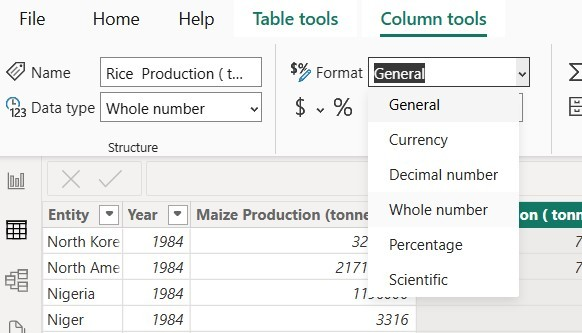 File Home Help Table tools Column tools
Name Rice Production ( t... $% Format General
123 Data type Whole number $ %
Structure
General
Currency
Decimal number
Whole number
Percentage
Scientific
Entity Year Maize Production (tonne on ( tonn
North Kore 1984 32 7
North Ame 1984 2171 7
Nigeria 1984
Niger 1984 3316